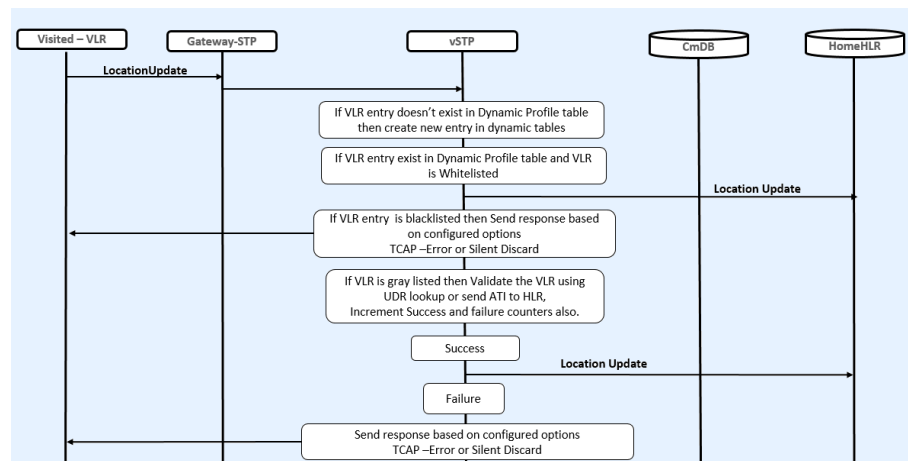 Visited – VLR
Gateway-STP
vSTP
CmDB
HomeHLR
LocationUpdate
If VLR entry doesn't exist in Dynamic Profile table
then create new entry in dynamic tables
If VLR entry exist in Dynamic Profile table and VLR
is Whitelisted
Location Update
If VLR entry  is blacklisted then Send response based
on configured options
TCAP –Error or Silent Discard
If VLR is gray listed then Validate the VLR using
UDR lookup or send ATI to HLR,
Increment Success and failure counters also.
Success
Location Update
Failure
Send response based on configured options
TCAP –Error or Silent Discard